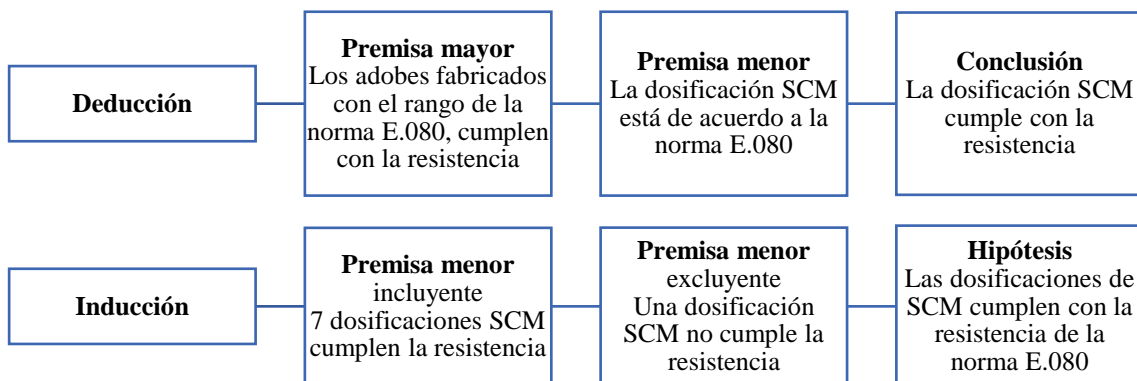 Deducción
Premisa mayor
Los adobes fabricados
con el rango de la
norma E.080, cumplen
con la resistencia
Premisa menor
La dosificación SCM
está de acuerdo a la
norma E.080
Conclusión
La dosificación SCM
cumple con la
resistencia
Inducción
Premisa menor
incluyente
7 dosificaciones SCM
cumplen la resistencia
Premisa menor
excluyente
Una dosificación
SCM no cumple la
resistencia
Hipótesis
Las dosificaciones de
SCM cumplen con la
resistencia de la
norma E.080